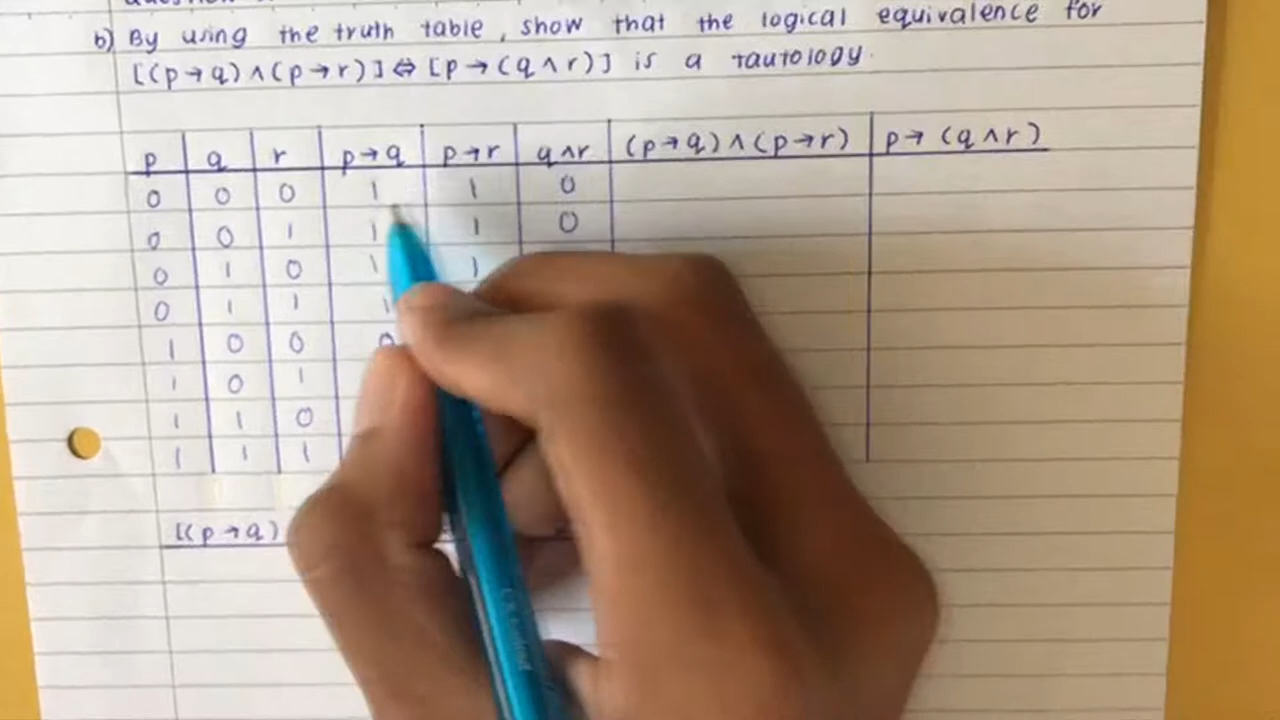 b) By using the truth table, show that the logical equivalence for
[(p→q)∧(p→r)]⇔[p→(q∧r)] is a tautology.
p q r p→q p→r q∧r (p→q)∧(p→r) p→(q∧r)
0 0 0 1 1 0
0 0 1 1 1 0
0 1 0 1 1
0 1 1 1
1 0 0 0
1 0 1
1 1 0
1 1 1
[(p→q)